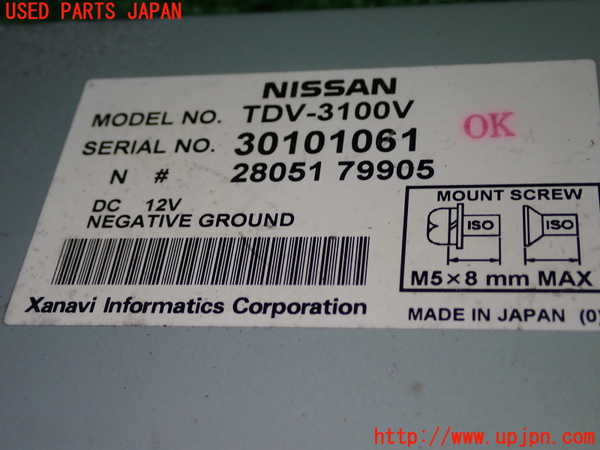 USED PARTS JAPAN
NISSAN
MODEL NO. TDV-3100V
OK
SERIAL NO. 30101061
N # 28051 79905
DC 12V
NEGATIVE GROUND
MOUNT SCREW
ISO ISO
M5×8 mm MAX
Xanavi Informatics Corporation
MADE IN JAPAN (0)
http://www.upjpn.com/